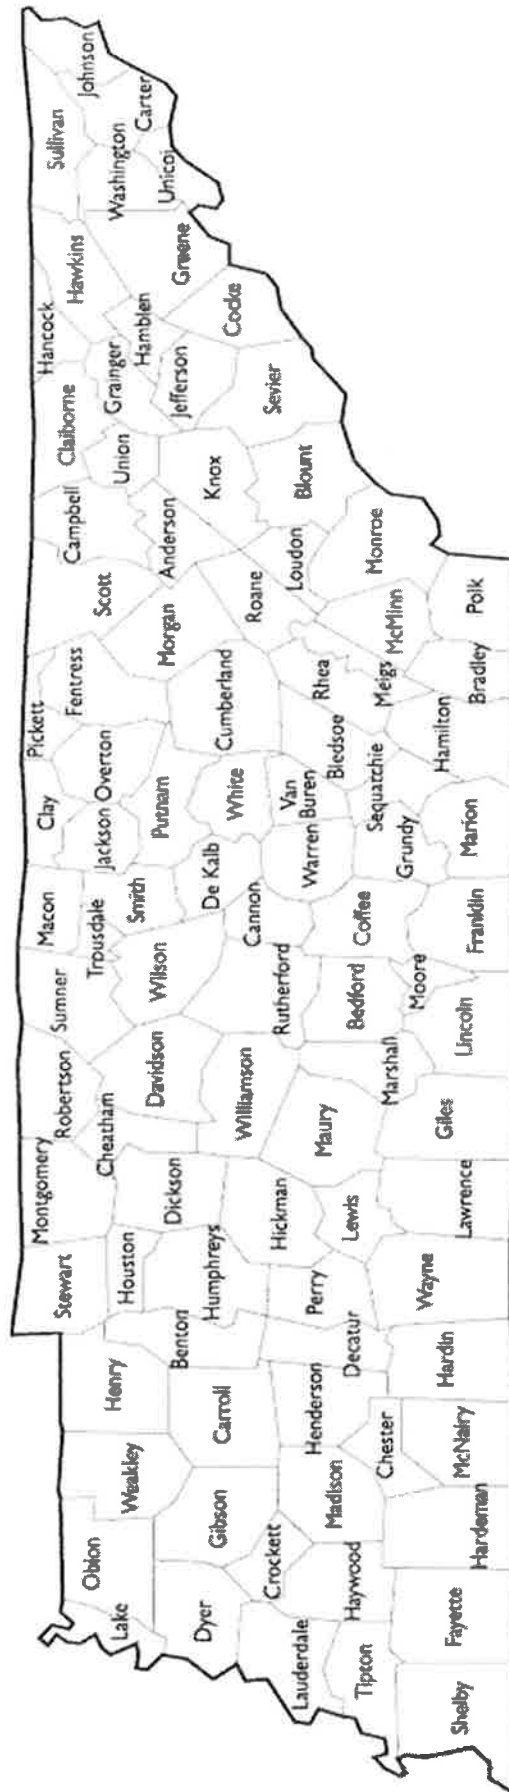 Lake
Obion
Weakley
Henry
Stewart
Montgomery
Robertson
Sumner
Macon
Clay
Pickett
Fentress
Scott
Campbell
Claiborne
Hancock
Hawkins
Sullivan
Johnson
Dyer
Gibson
Carroll
Benton
Houston
Humphreys
Dickson
Cheatham
Davidson
Wilson
Trousdale
Smith
Jackson
Overton
Putnam
Morgan
Anderson
Union
Grainger
Hamblen
Jefferson
Greene
Washington
Unicoi
Carter
Lauderdale
Crockett
Haywood
Madison
Henderson
Decatur
Perry
Hickman
Lewis
Williamson
Maury
Rutherford
Cannon
De Kalb
White
Warren
Van
Buren
Cumberland
Bledsoe
Rhea
Roane
Loudon
Knox
Blount
Sevier
Cocke
Tipton
Shelby
Fayette
Hardeman
Chester
McNairy
Hardin
Wayne
Lawrence
Giles
Marshall
Bedford
Moore
Lincoln
Coffee
Franklin
Grundy
Sequatchie
Marion
Hamilton
Meigs
McMinn
Bradley
Polk
Monroe